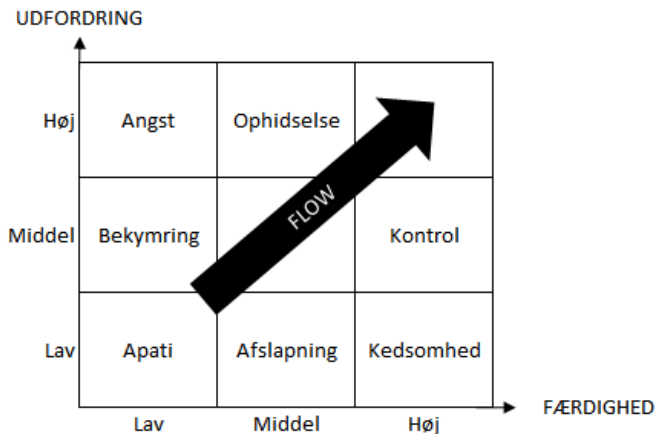 UDFORDRING
Høj
Angst
Ophidselse
FLOW
Middel
Bekymring
Kontrol
Lav
Apati
Afslapning
Kedsomhed
FÆRDIGHED
Lav
Middel
Høj